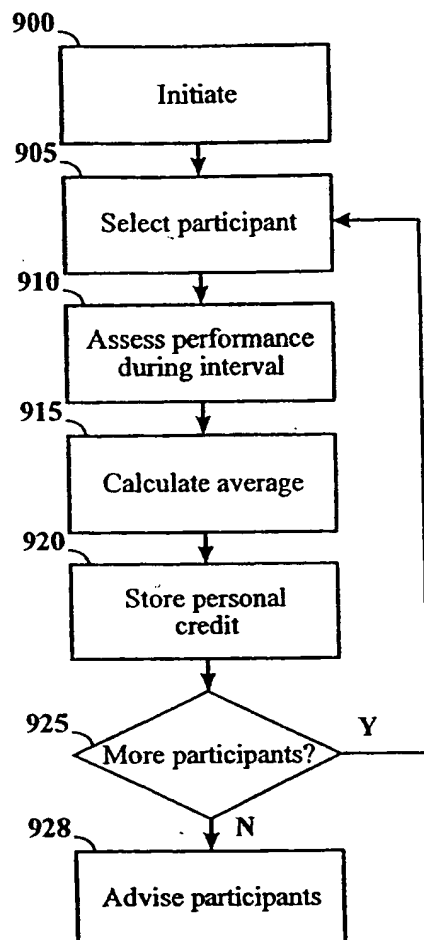 900
Initiate
905
Select participant
910
Assess performance
during interval
915
Calculate average
920
Store personal
credit
925
More participants?
Y
N
928
Advise participants